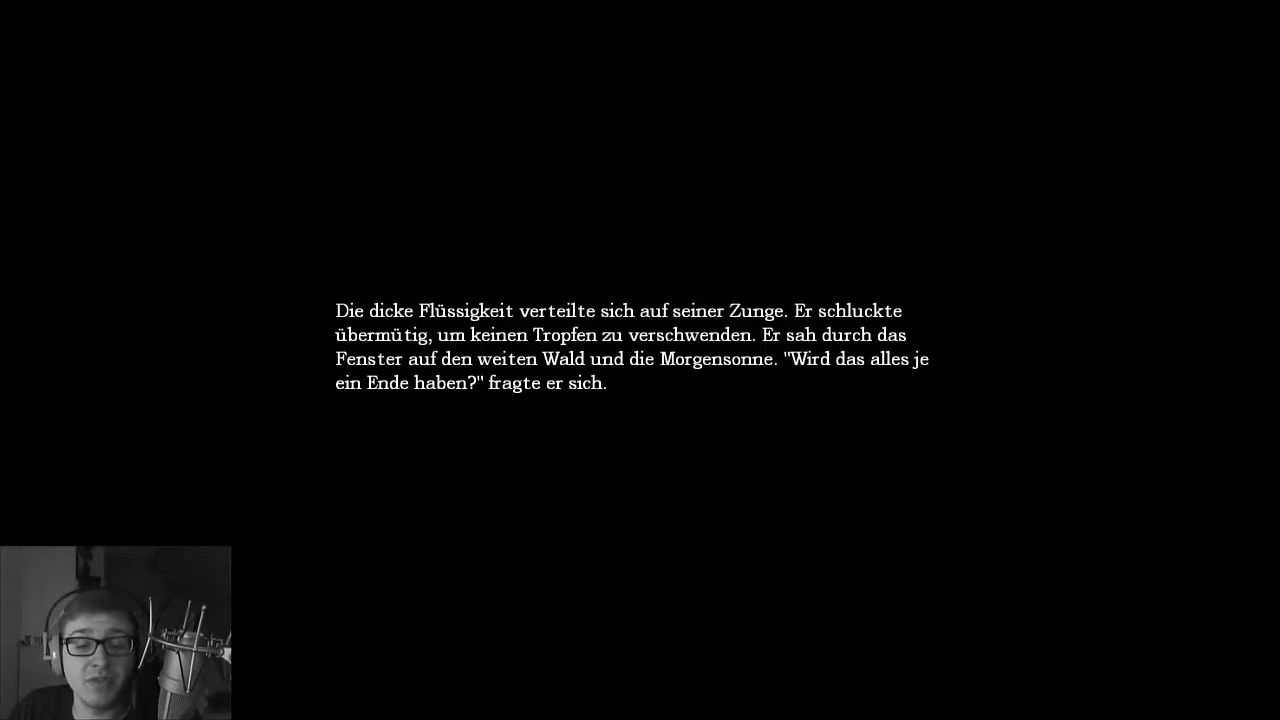 Die dicke Flüssigkeit verteilte sich auf seiner Zunge. Er schluckte
übermütig, um keinen Tropfen zu verschwenden. Er sah durch das
Fenster auf den weiten Wald und die Morgensonne. "Wird das alles je
ein Ende haben?" fragte er sich.